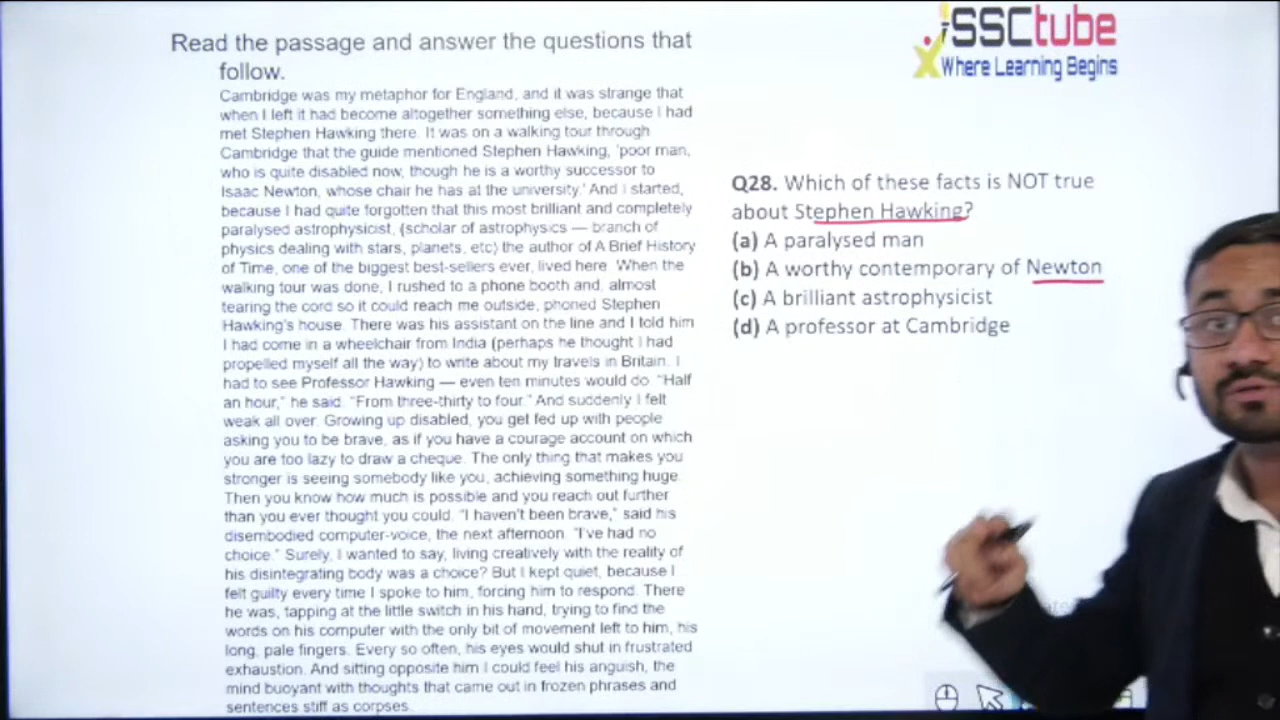 Read the passage and answer the questions that
follow.
Cambridge was my metaphor for England, and it was strange that
when I left it had become altogether something else, because I had
met Stephen Hawking there. It was on a walking tour through
Cambridge that the guide mentioned Stephen Hawking, 'poor man,
who is quite disabled now, though he is a worthy successor to
Isaac Newton, whose chair he has at the university.' And I started,
because I had quite forgotten that this most brilliant and completely
paralysed astrophysicist, (scholar of astrophysics — branch of
physics dealing with stars, planets, etc) the author of A Brief History
of Time, one of the biggest best-sellers ever, lived here. When the
walking tour was done, I rushed to a phone booth and, almost
tearing the cord so it could reach me outside, phoned Stephen
Hawking's house. There was his assistant on the line and I told him
I had come in a wheelchair from India (perhaps he thought I had
propelled myself all the way) to write about my travels in Britain. I
had to see Professor Hawking — even ten minutes would do. "Half
an hour," he said. "From three-thirty to four." And suddenly I felt
weak all over. Growing up disabled, you get fed up with people
asking you to be brave, as if you have a courage account on which
you are too lazy to draw a cheque. The only thing that makes you
stronger is seeing somebody like you, achieving something huge.
Then you know how much is possible and you reach out further
than you ever thought you could. "I haven't been brave," said his
disembodied computer-voice, the next afternoon. "I've had no
choice." Surely, I wanted to say, living creatively with the reality of
his disintegrating body was a choice? But I kept quiet, because I
felt guilty every time I spoke to him, forcing him to respond. There
he was, tapping at the little switch in his hand, trying to find the
words on his computer with the only bit of movement left to him, his
long, pale fingers. Every so often, his eyes would shut in frustrated
exhaustion. And sitting opposite him I could feel his anguish, the
mind buoyant with thoughts that came out in frozen phrases and
sentences stiff as corpses.
SSCtube
Where Learning Begins
Q28. Which of these facts is NOT true
about Stephen Hawking?
(a) A paralysed man
(b) A worthy contemporary of Newton
(c) A brilliant astrophysicist
(d) A professor at Cambridge